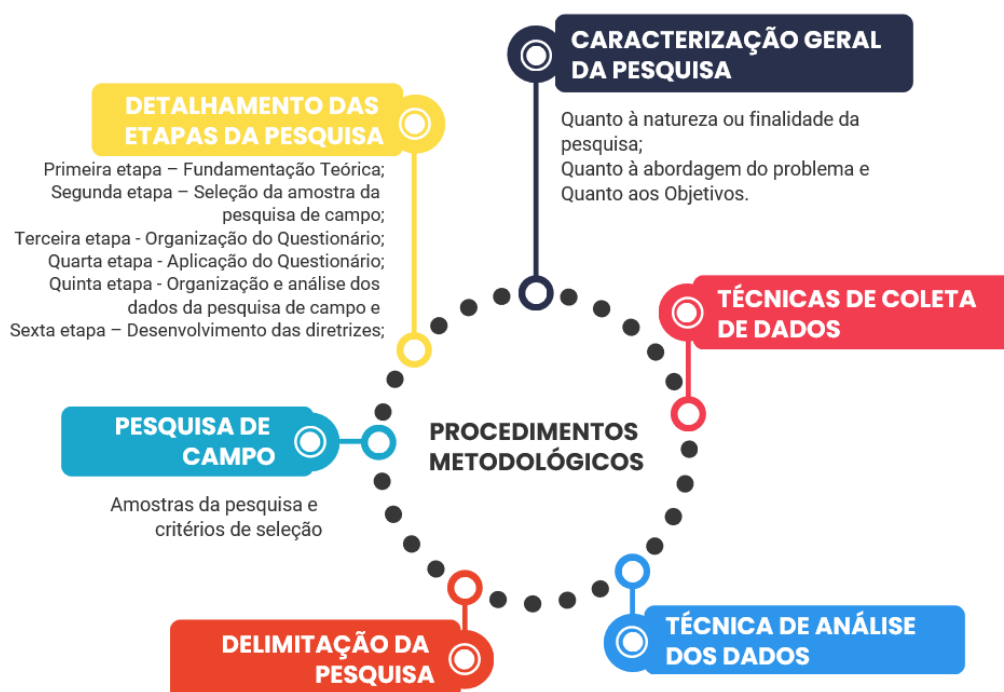 CARACTERIZAÇÃO GERAL
DA PESQUISA
Quanto à natureza ou finalidade da
pesquisa;
Quanto à abordagem do problema e
Quanto aos Objetivos.
DETALHAMENTO DAS
ETAPAS DA PESQUISA
Primeira etapa – Fundamentação Teórica;
Segunda etapa – Seleção da amostra da
pesquisa de campo;
Terceira etapa - Organização do Questionário;
Quarta etapa - Aplicação do Questionário;
Quinta etapa - Organização e análise dos
dados da pesquisa de campo e
Sexta etapa – Desenvolvimento das diretrizes;
TÉCNICAS DE COLETA
DE DADOS
PROCEDIMENTOS
METODOLÓGICOS
PESQUISA DE
CAMPO
Amostras da pesquisa e
critérios de seleção
TÉCNICA DE ANÁLISE
DOS DADOS
DELIMITAÇÃO DA
PESQUISA